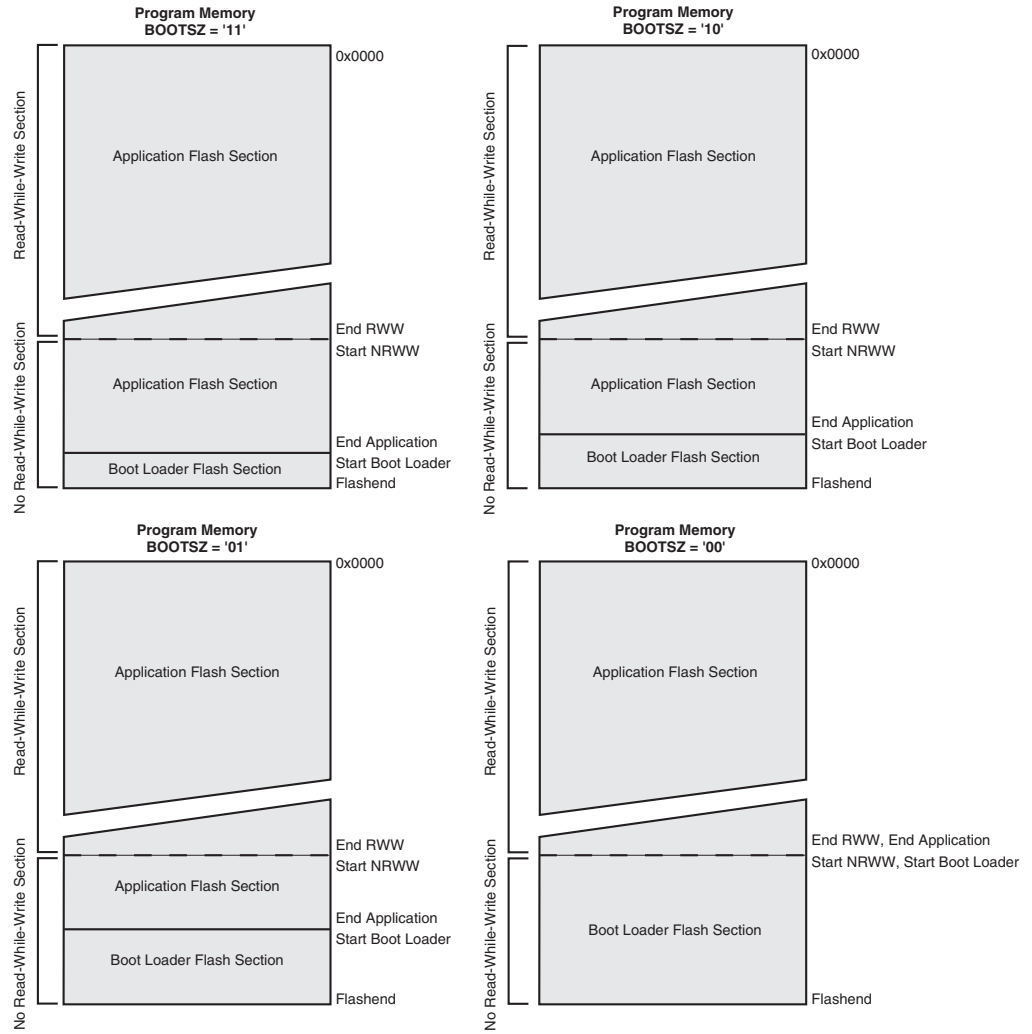 Program Memory
BOOTSZ = '11'
0x0000
Read-While-Write Section
Application Flash Section
End RWW
Start NRWW
No Read-While-Write Section
Application Flash Section
End Application
Start Boot Loader
Boot Loader Flash Section
Flashend
Program Memory
BOOTSZ = '10'
0x0000
Read-While-Write Section
Application Flash Section
End RWW
Start NRWW
No Read-While-Write Section
Application Flash Section
End Application
Start Boot Loader
Boot Loader Flash Section
Flashend
Program Memory
BOOTSZ = '01'
0x0000
Read-While-Write Section
Application Flash Section
End RWW
Start NRWW
No Read-While-Write Section
Application Flash Section
End Application
Start Boot Loader
Boot Loader Flash Section
Flashend
Program Memory
BOOTSZ = '00'
0x0000
Read-While-Write Section
Application Flash Section
End RWW, End Application
Start NRWW, Start Boot Loader
No Read-While-Write Section
Boot Loader Flash Section
Flashend